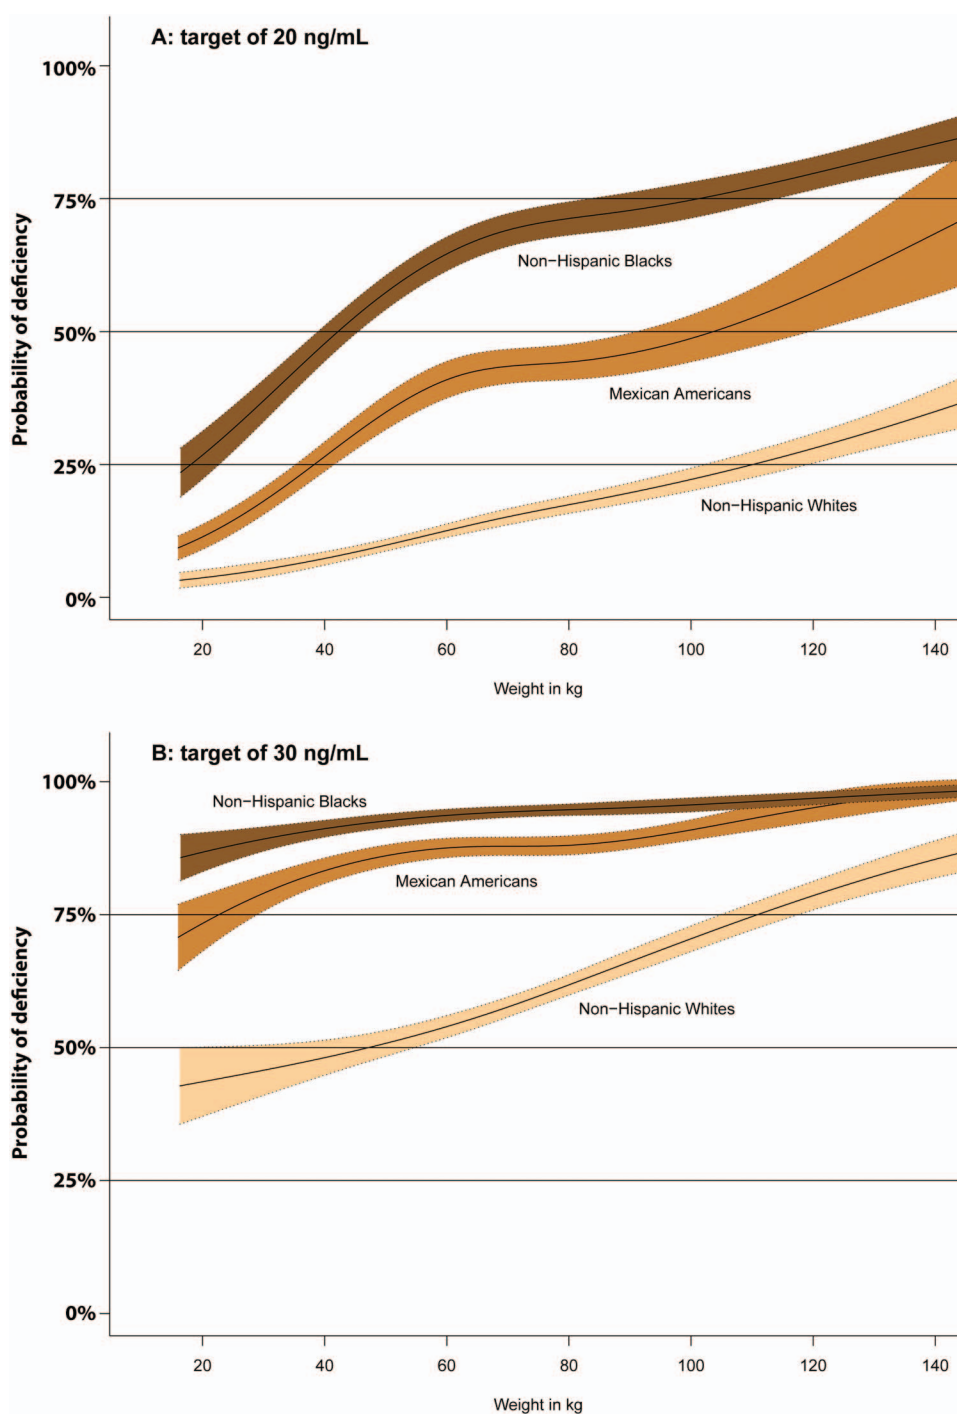 A: target of 20 ng/mL
100%
75%
50%
25%
0%
Probability of deficiency
Non-Hispanic Blacks
Mexican Americans
Non-Hispanic Whites
20 40 60 80 100 120 140
Weight in kg
B: target of 30 ng/mL
100%
75%
50%
25%
0%
Probability of deficiency
Non-Hispanic Blacks
Mexican Americans
Non-Hispanic Whites
20 40 60 80 100 120 140
Weight in kg